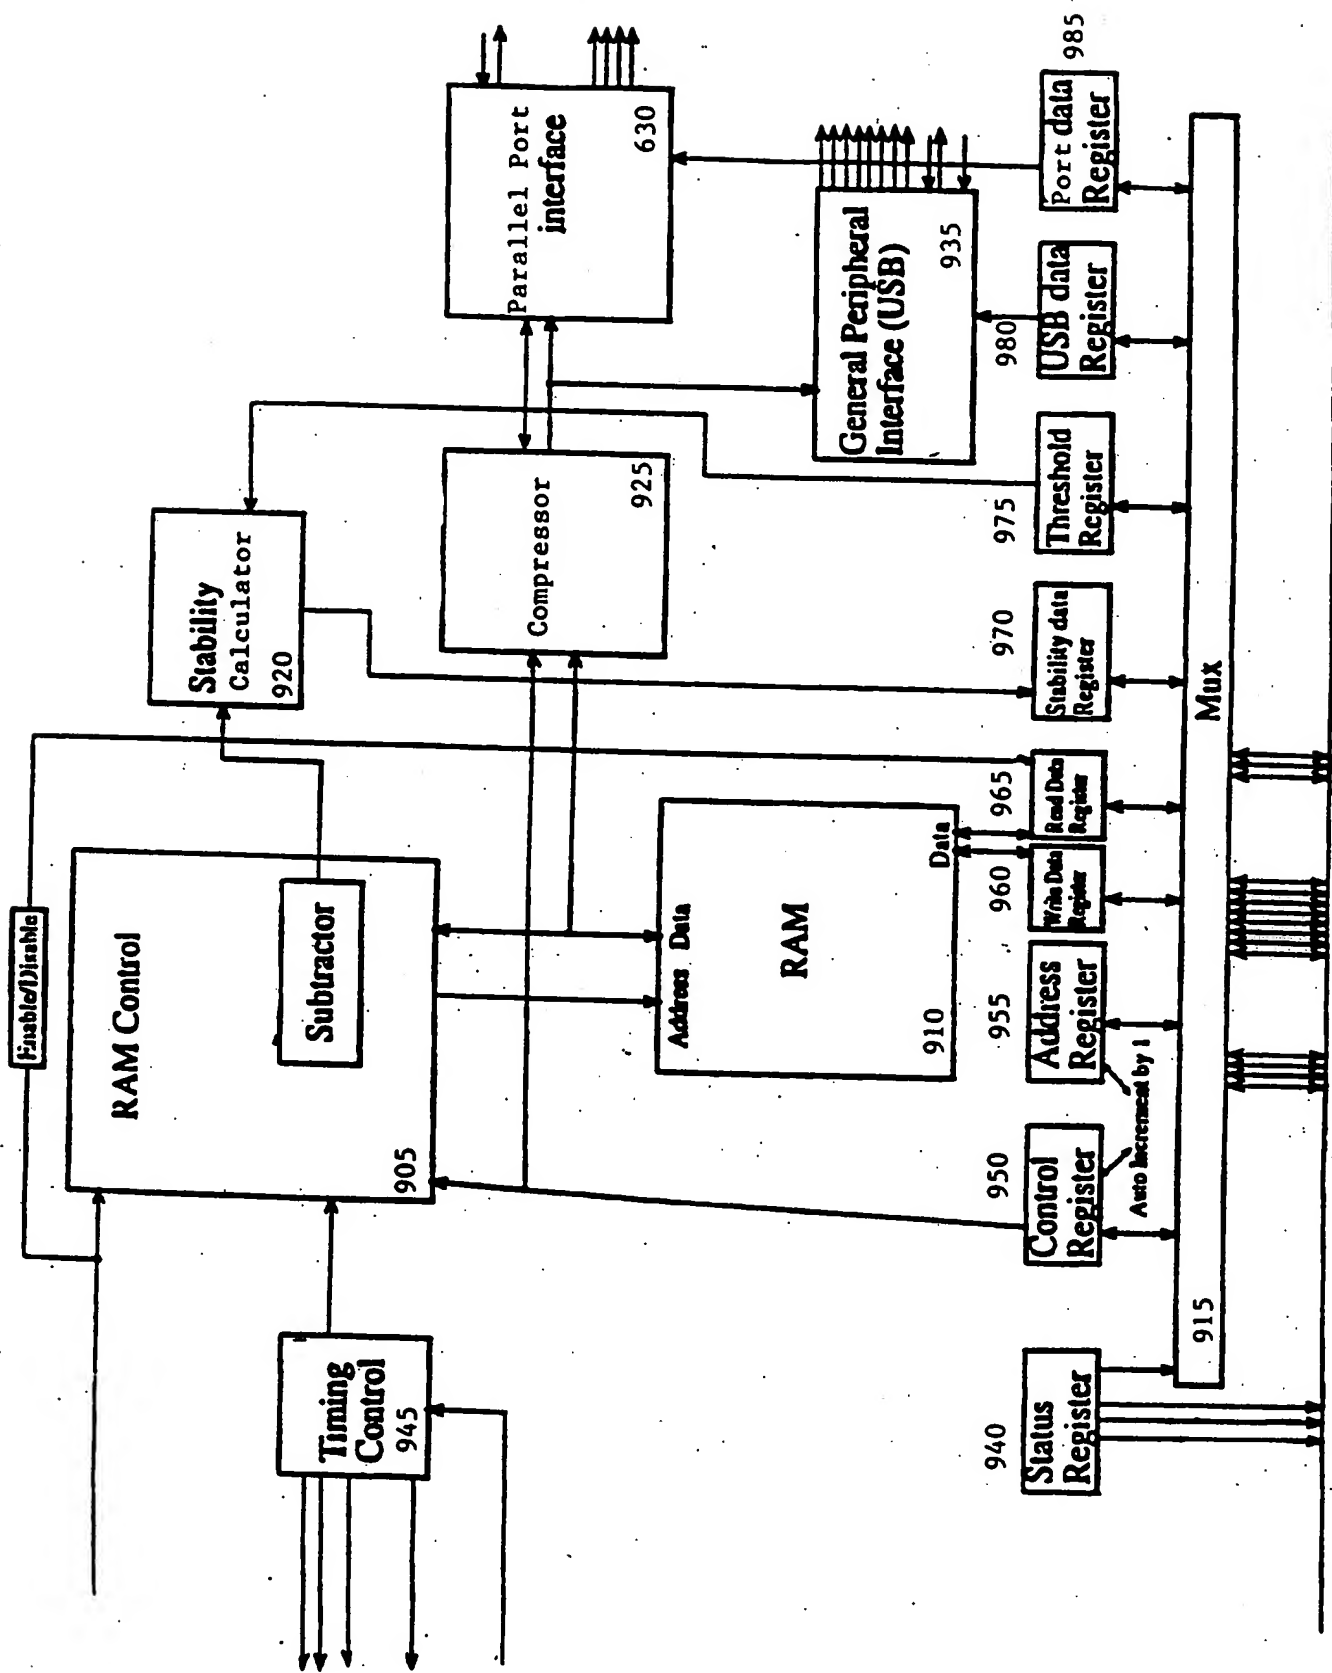 Enable/Disable
RAM Control
Subtractor
905
Timing
Control
945
Stability
Calculator
920
Compressor
925
Parallel Port
interface
630
General Peripheral
Interface (USB)
935
Address Data
RAM
Data
910
940
Status
Register
950
Control
Register
Auto Increment by 1
955
Address
Register
960
Write Data
Register
965
Read Data
Register
970
Stability data
Register
975
Threshold
Register
980
USB data
Register
985
Port data
Register
915
Mux